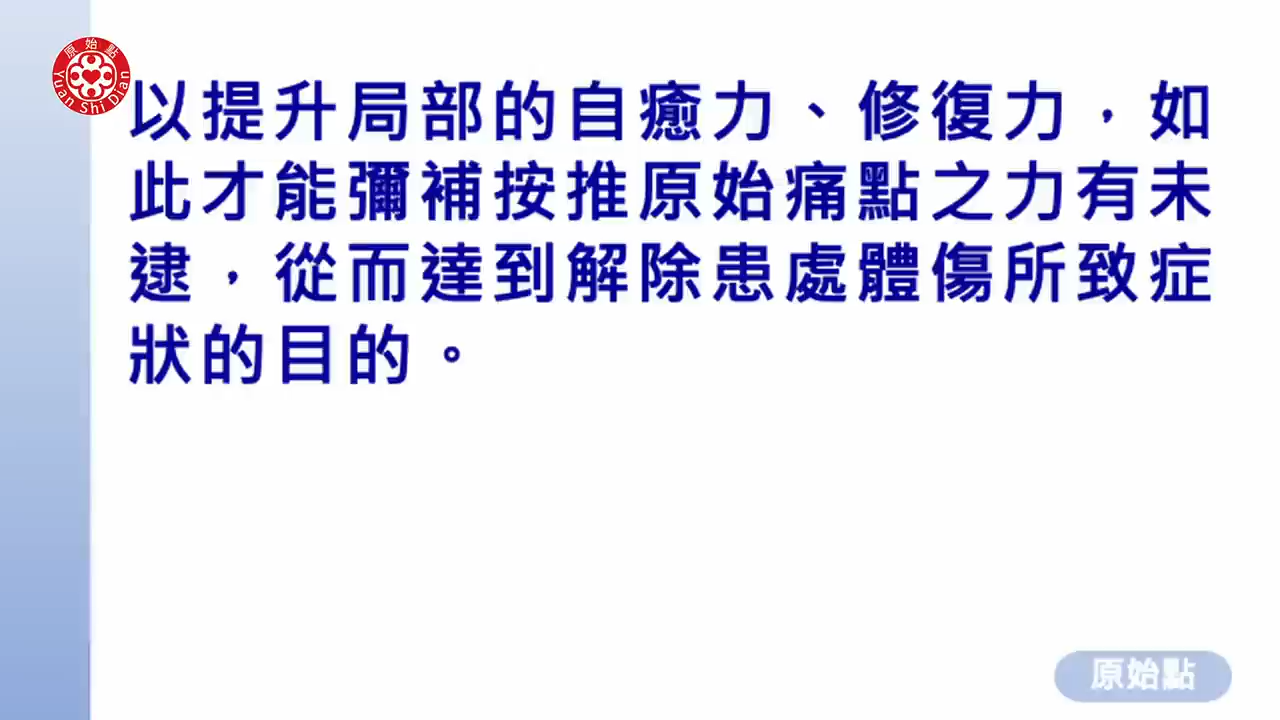 原始點
Yuan Shi Dian
以提升局部的自癒力、修復力，如
此才能彌補按推原始痛點之力有未
逮，從而達到解除患處體傷所致症
狀的目的。
原始點